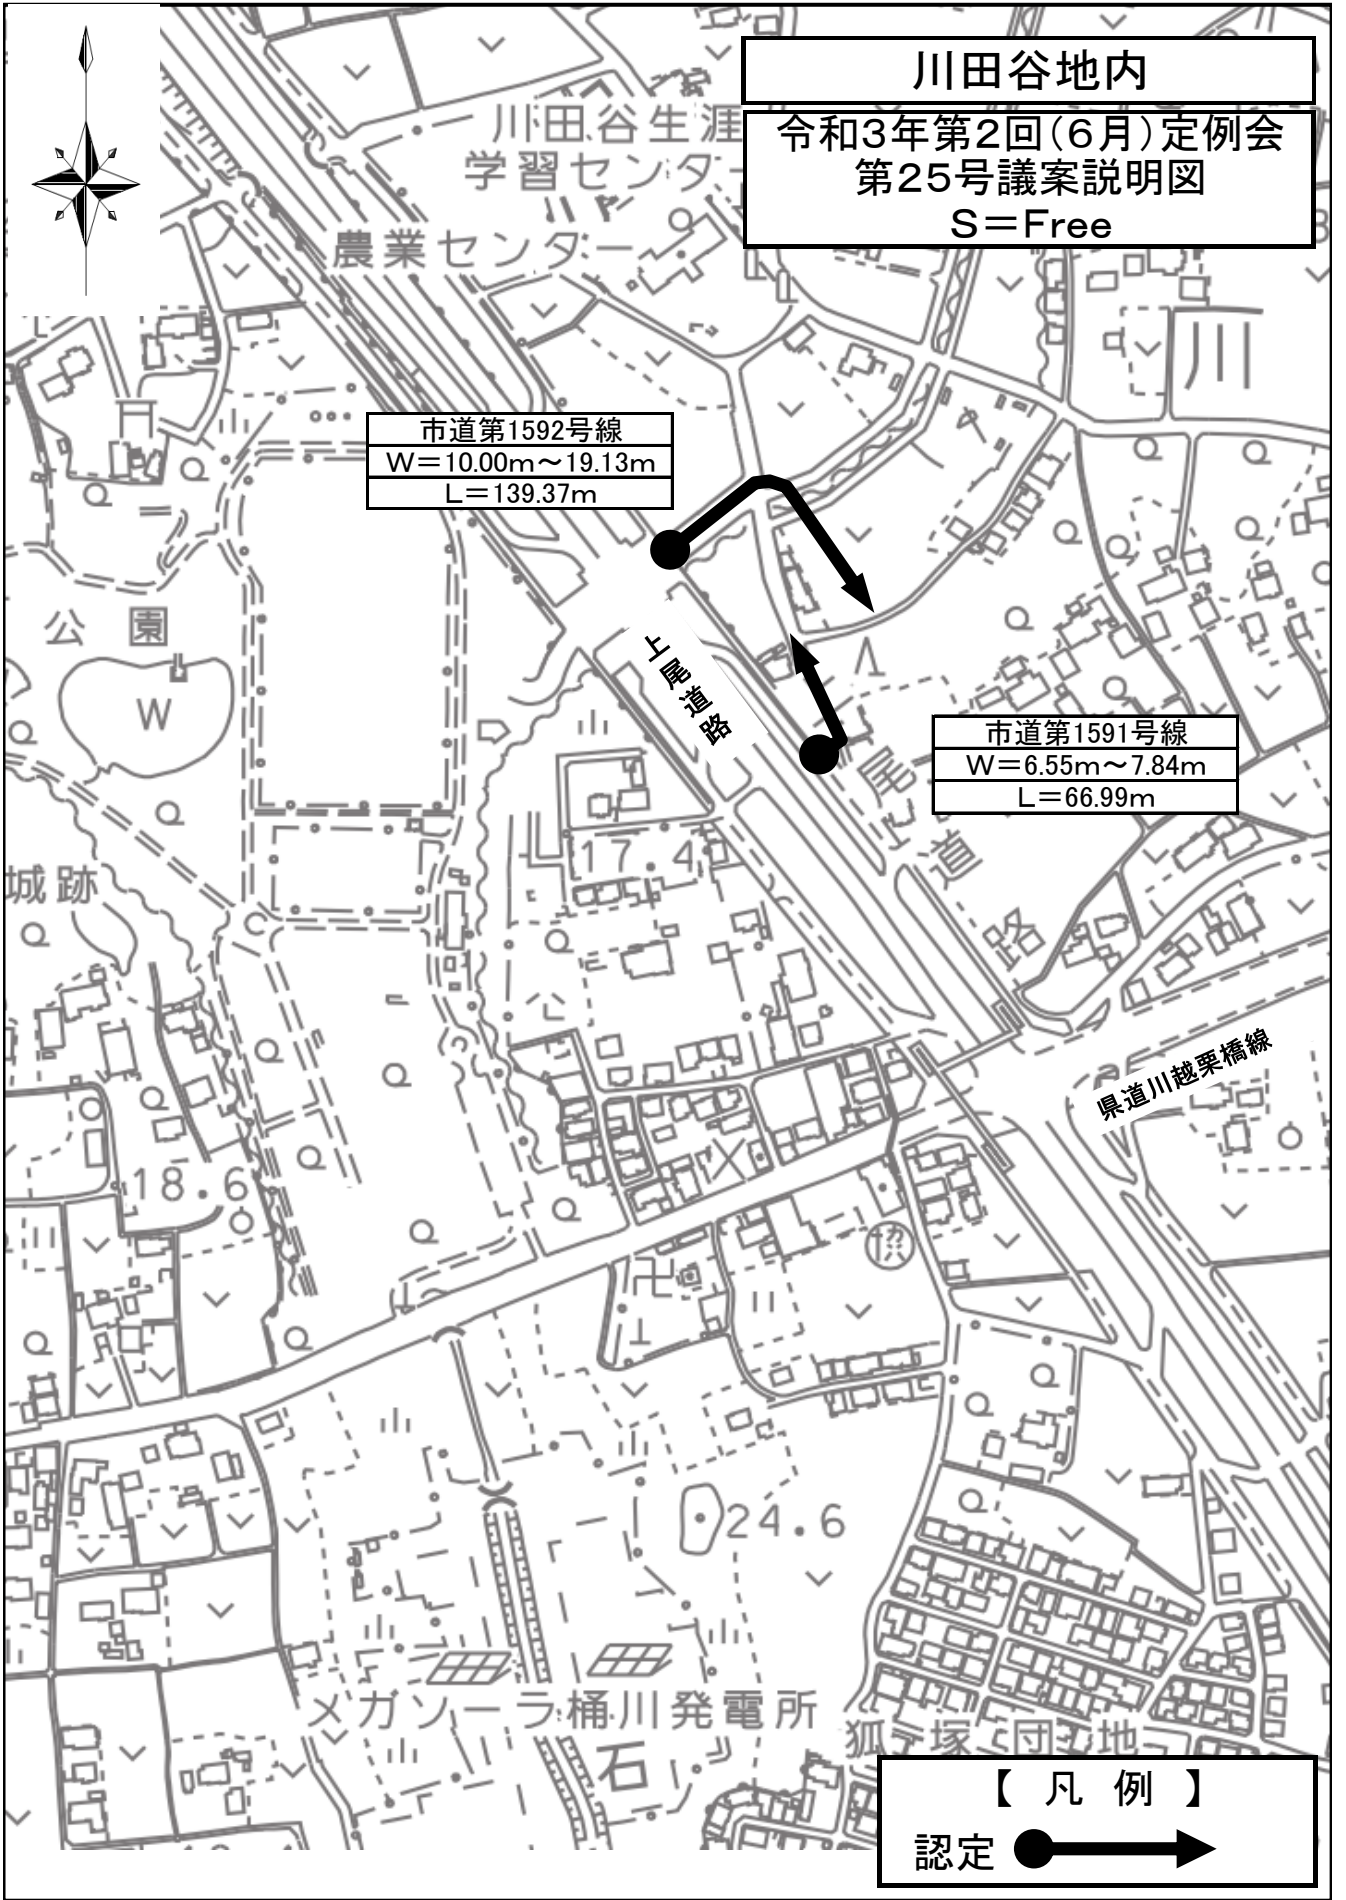 川田谷地内
令和3年第2回(6月)定例会
第25号議案説明図
S=Free
川田谷生涯
学習センター
農業センター
川
市道第1592号線
W=10.00m～19.13m
L=139.37m
公園
W
上尾道路
市道第1591号線
W=6.55m～7.84m
L=66.99m
尾道路
17.4
城跡
県道川越栗橋線
18.6
協
24.6
メガソーラ桶川発電所
石
狐塚団地
【 凡 例 】
認定